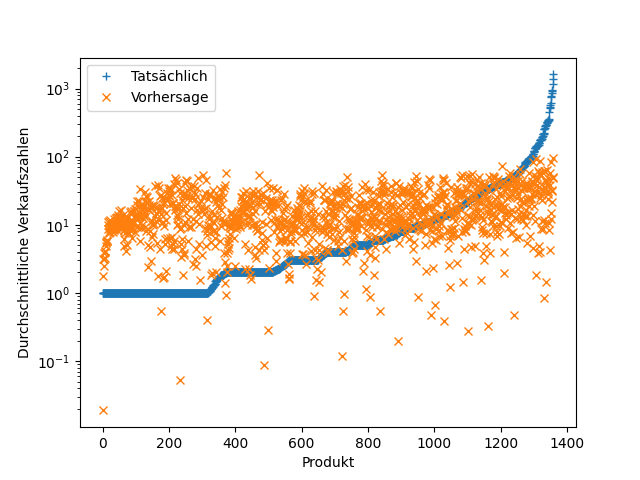 Tatsächlich
Vorhersage
Durchschnittliche Verkaufszahlen
10³
10²
10¹
10⁰
10⁻¹
0 200 400 600 800 1000 1200 1400
Produkt